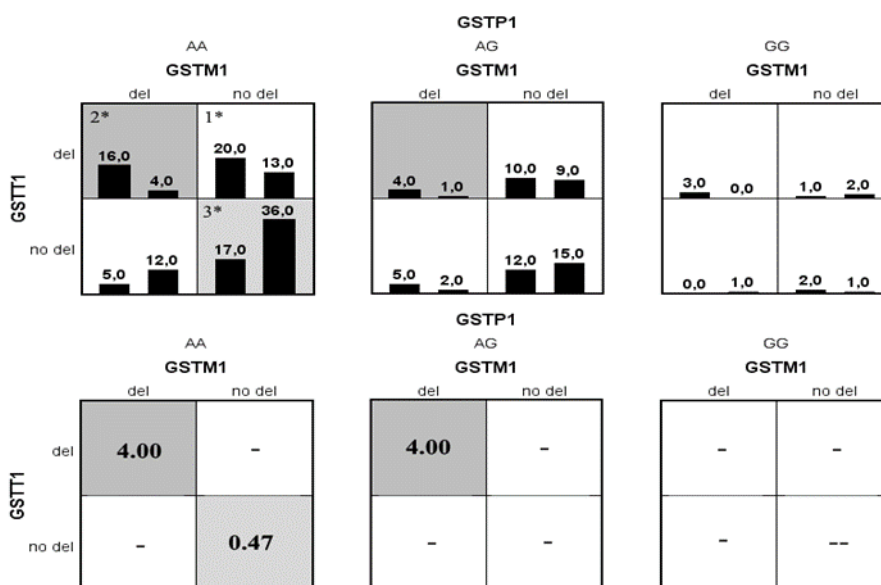 GSTP1
AA AG GG
GSTM1 GSTM1 GSTM1
del no del del no del del no del
2* 1*
16,0 4,0 20,0 13,0 4,0 1,0 10,0 9,0 3,0 0,0 1,0 2,0
del
GSTT1
3*
no del
5,0 12,0 17,0 36,0 5,0 2,0 12,0 15,0 0,0 1,0 2,0 1,0
GSTP1
AA AG GG
GSTM1 GSTM1 GSTM1
del no del del no del del no del
del 4.00 - 4.00 - - -
GSTT1
no del - 0.47 - - - --